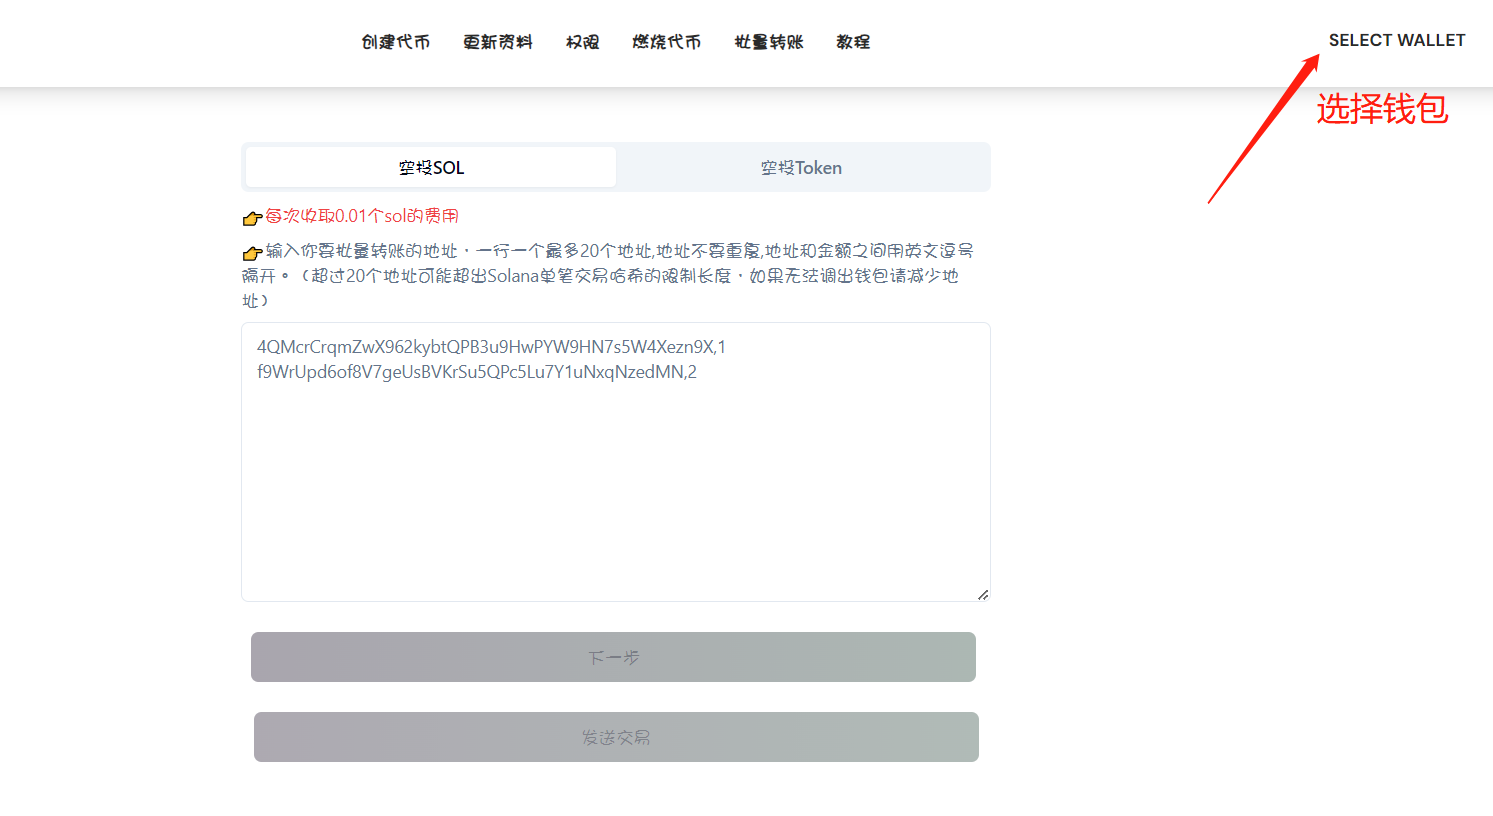 创建代币 更新资料 权限 燃烧代币 批量转账 教程 SELECT WALLET
选择钱包
空投SOL 空投Token
👉每次收取0.01个sol的费用
👉输入你要批量转账的地址，一行一个最多20个地址,地址不要重复,地址和金额之间用英文逗号
隔开。（超过20个地址可能超出Solana单笔交易哈希的限制长度，如果无法调出钱包请减少地
址）
4QMcrCrqmZwX962kybtQPB3u9HwPYW9HN7s5W4Xezn9X,1
f9WrUpd6of8V7geUsBVKrSu5QPc5Lu7Y1uNxqNzedMN,2
下一步
发送交易